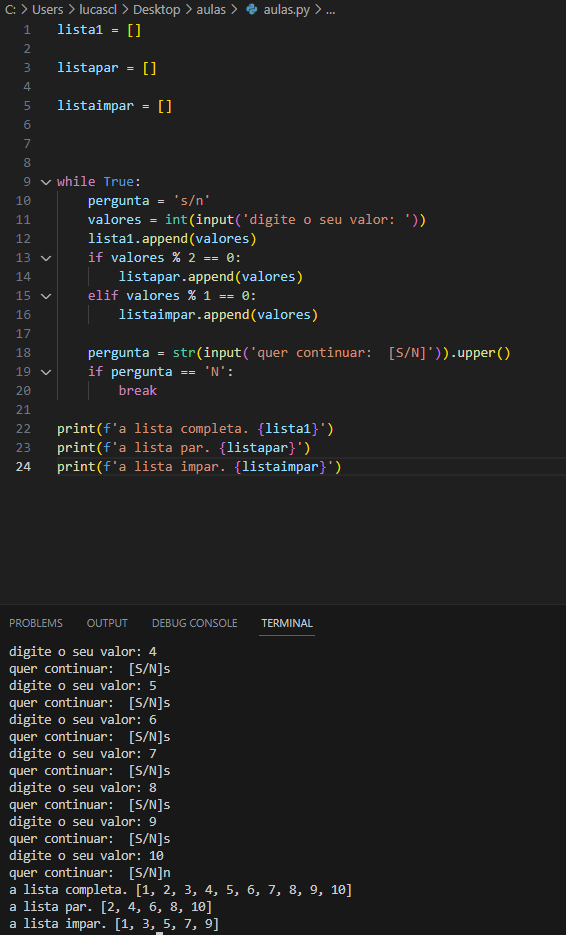 C: > Users > lucascl > Desktop > aulas > aulas.py > ...
1 lista1 = []
2
3 listapar = []
4
5 listaimpar = []
6
7
8
9 while True:
10     pergunta = 's/n'
11     valores = int(input('digite o seu valor: '))
12     lista1.append(valores)
13     if valores % 2 == 0:
14         listapar.append(valores)
15     elif valores % 1 == 0:
16         listaimpar.append(valores)
17
18     pergunta = str(input('quer continuar:  [S/N]')).upper()
19     if pergunta == 'N':
20         break
21
22 print(f'a lista completa. {lista1}')
23 print(f'a lista par. {listapar}')
24 print(f'a lista impar. {listaimpar}')
PROBLEMS OUTPUT DEBUG CONSOLE TERMINAL
digite o seu valor: 4
quer continuar:  [S/N]s
digite o seu valor: 5
quer continuar:  [S/N]s
digite o seu valor: 6
quer continuar:  [S/N]s
digite o seu valor: 7
quer continuar:  [S/N]s
digite o seu valor: 8
quer continuar:  [S/N]s
digite o seu valor: 9
quer continuar:  [S/N]s
digite o seu valor: 10
quer continuar:  [S/N]n
a lista completa. [1, 2, 3, 4, 5, 6, 7, 8, 9, 10]
a lista par. [2, 4, 6, 8, 10]
a lista impar. [1, 3, 5, 7, 9]